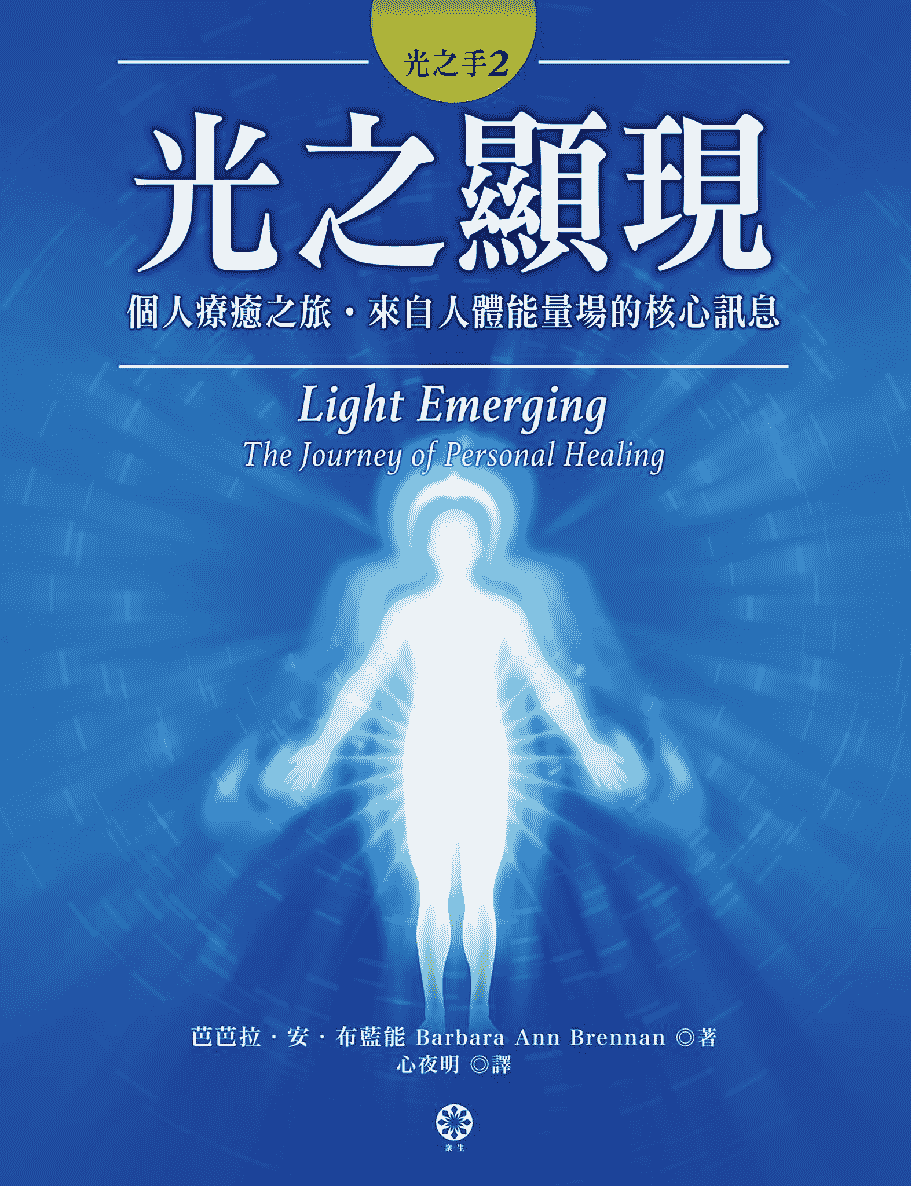 光之手2
光之顯現
個人療癒之旅・來自人體能量場的核心訊息
Light Emerging
The Journey of Personal Healing
芭芭拉・安・布藍能 Barbara Ann Brennan ◎著
心夜明 ◎譯